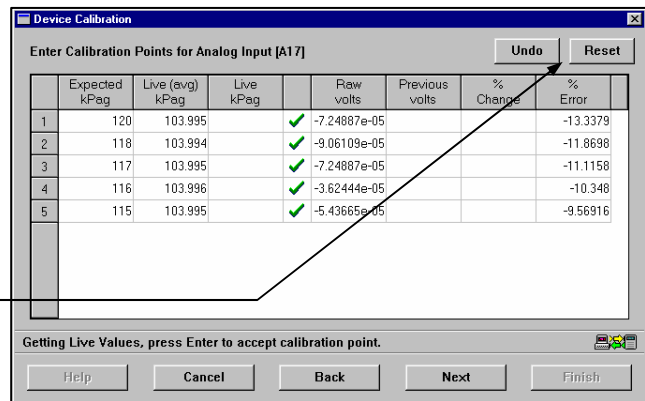 Device Calibration
Enter Calibration Points for Analog Input [A17]
Undo
Reset
Expected kPag
Live (avg) kPag
Live kPag
Raw volts
Previous volts
% Change
% Error
1 120 103.995 -7.24887e-05 -13.3379
2 118 103.994 -9.06109e-05 -11.8698
3 117 103.995 -7.24887e-05 -11.1158
4 116 103.996 -3.62444e-05 -10.348
5 115 103.995 -5.43665e-05 -9.56916
Getting Live Values, press Enter to accept calibration point.
Help
Cancel
Back
Next
Finish